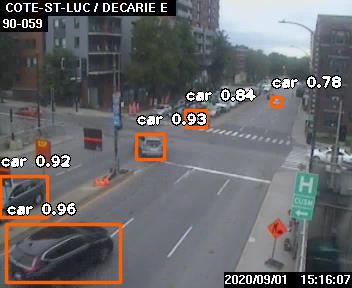 COTE-ST-LUC / DECARIE E
90-059
car 0.78
car 0.84
car 0.93
car 0.92
car 0.96
H
CUSM
2020/09/01 15:16:07